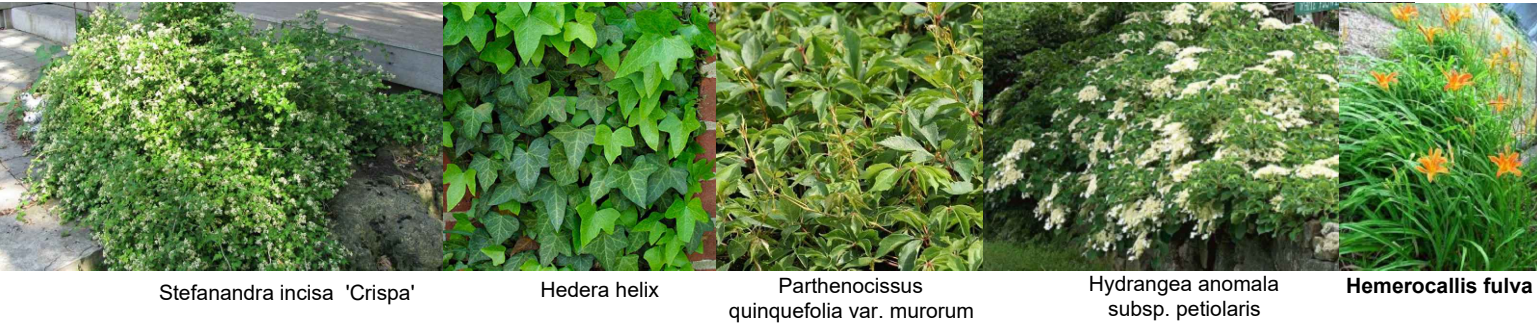 Stefanandra incisa  'Crispa'
Hedera helix
Parthenocissus
quinquefolia var. murorum
Hydrangea anomala
subsp. petiolaris
Hemerocallis fulva